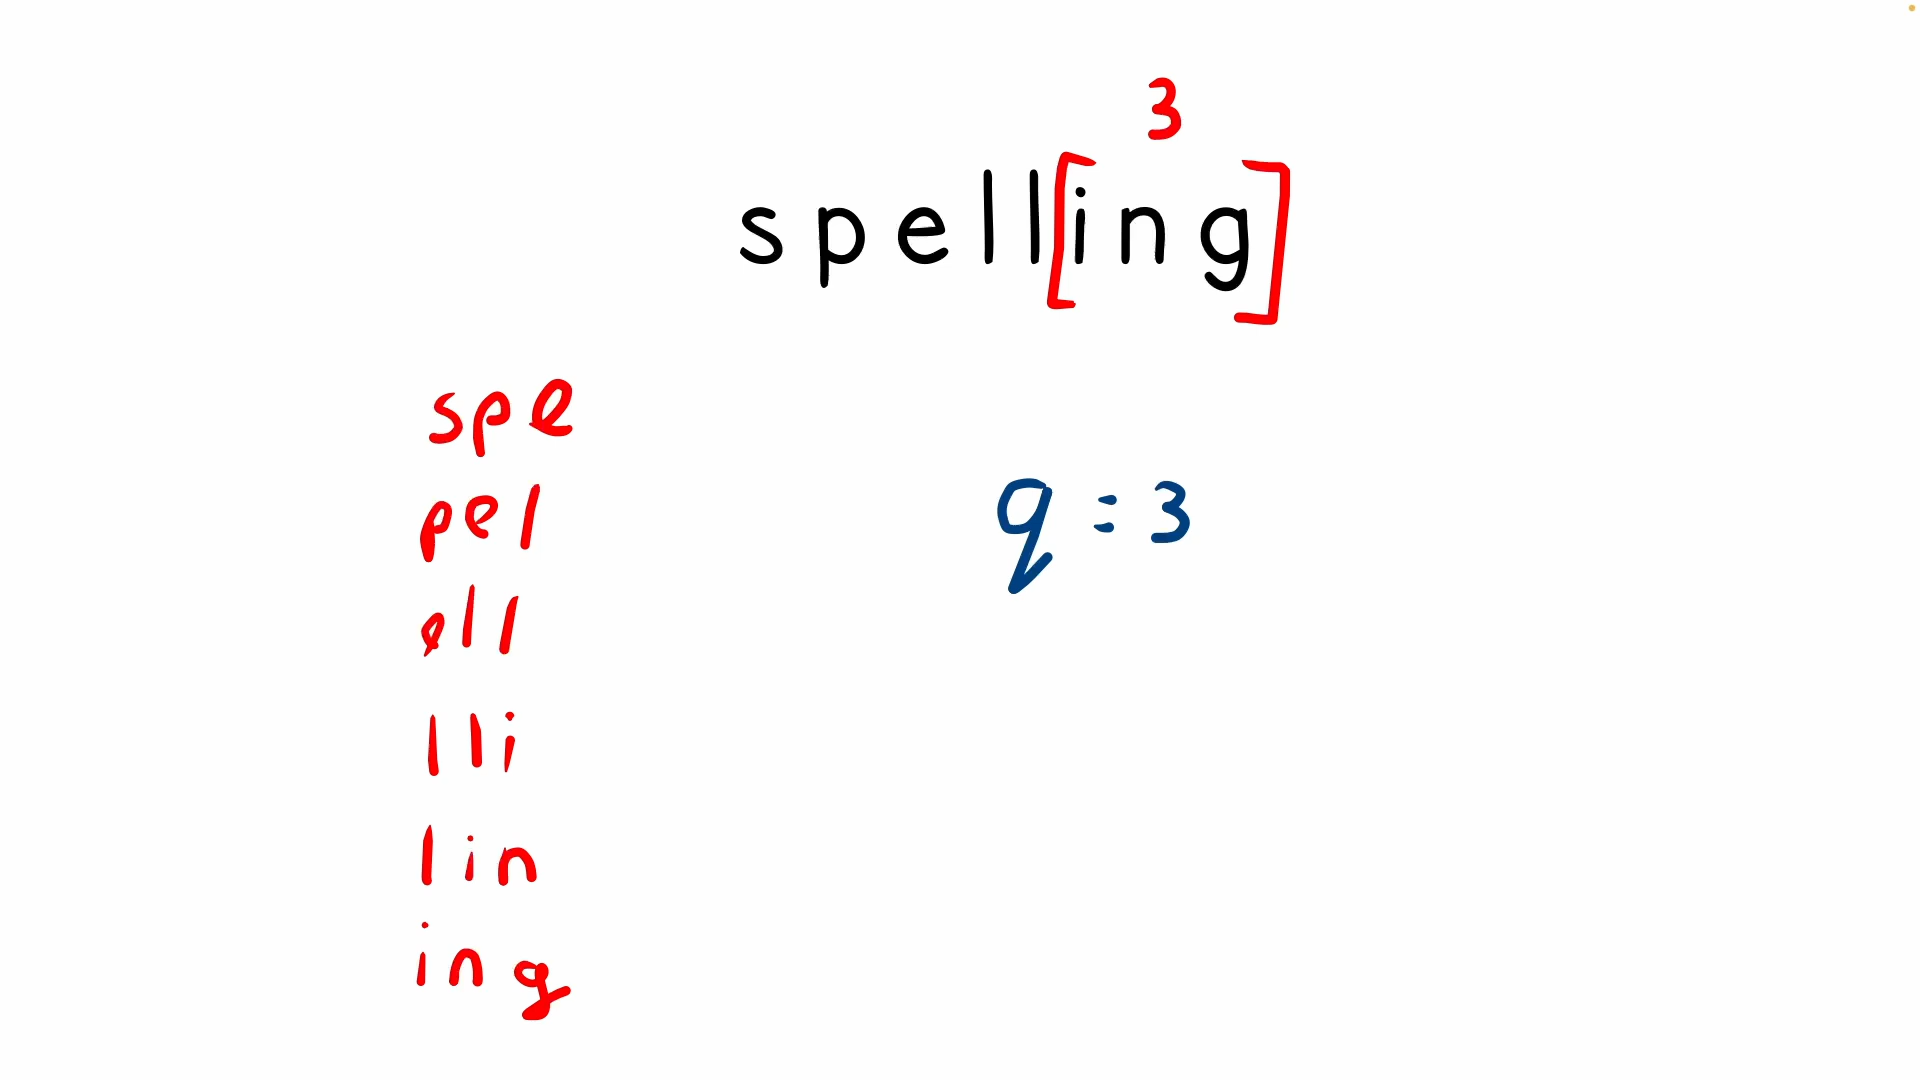 3
spell[ing]
spe
pel
q = 3
ell
lli
lin
ing